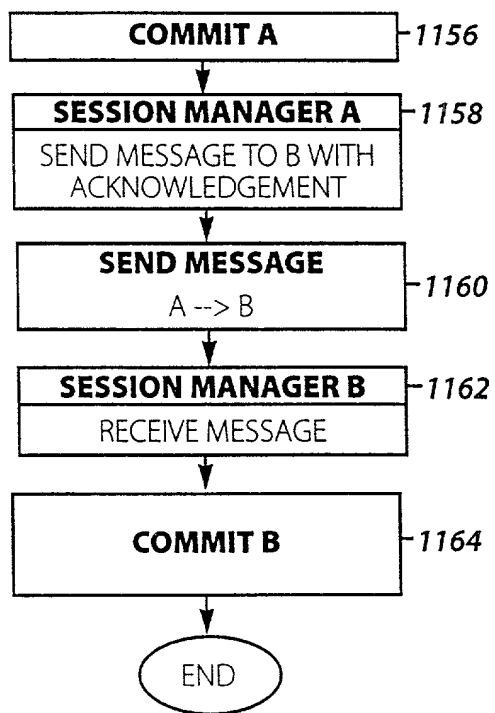 COMMIT A
1156
SESSION MANAGER A
1158
SEND MESSAGE TO B WITH
ACKNOWLEDGEMENT
SEND MESSAGE
1160
A --> B
SESSION MANAGER B
1162
RECEIVE MESSAGE
COMMIT B
1164
END